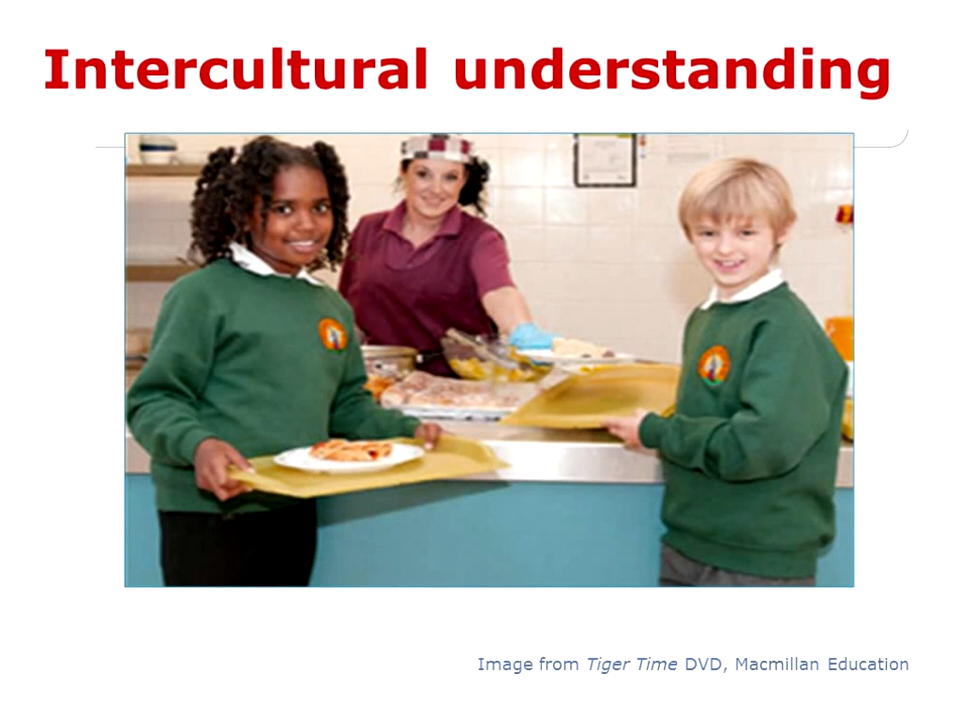 Intercultural understanding
Image from Tiger Time DVD, Macmillan Education